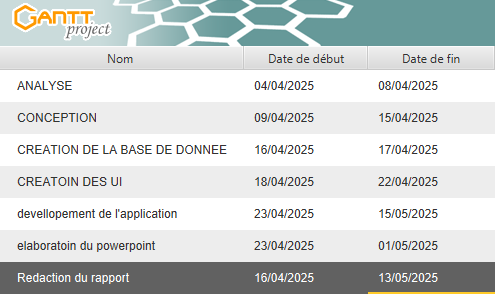 GANTT
project
Nom Date de début Date de fin
ANALYSE 04/04/2025 08/04/2025
CONCEPTION 09/04/2025 15/04/2025
CREATION DE LA BASE DE DONNEE 16/04/2025 17/04/2025
CREATOIN DES UI 18/04/2025 22/04/2025
devellopement de l'application 23/04/2025 15/05/2025
elaboratoin du powerpoint 23/04/2025 01/05/2025
Redaction du rapport 16/04/2025 13/05/2025